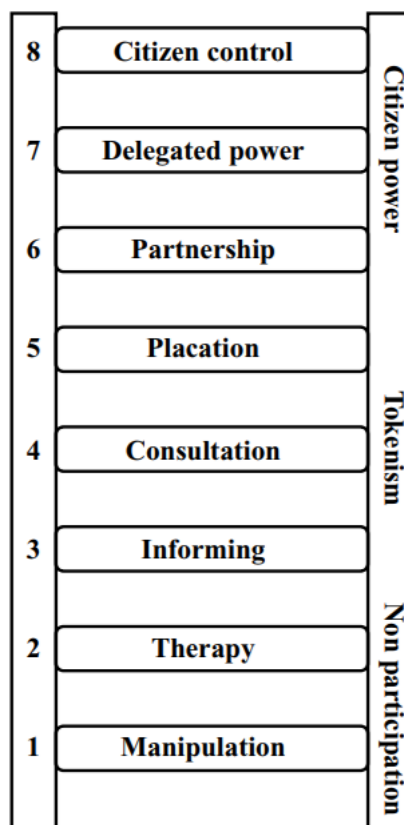 8 Citizen control
7 Delegated power
6 Partnership
5 Placation
4 Consultation
3 Informing
2 Therapy
1 Manipulation
Citizen power
Tokenism
Non participation